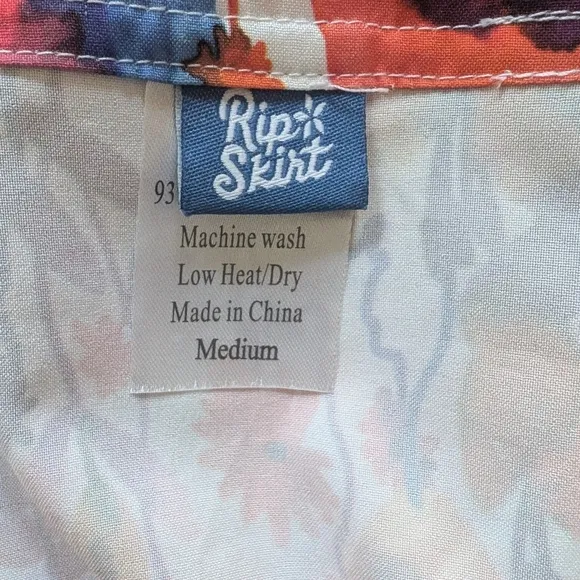 Rip
Skirt
93
Machine wash
Low Heat/Dry
Made in China
Medium